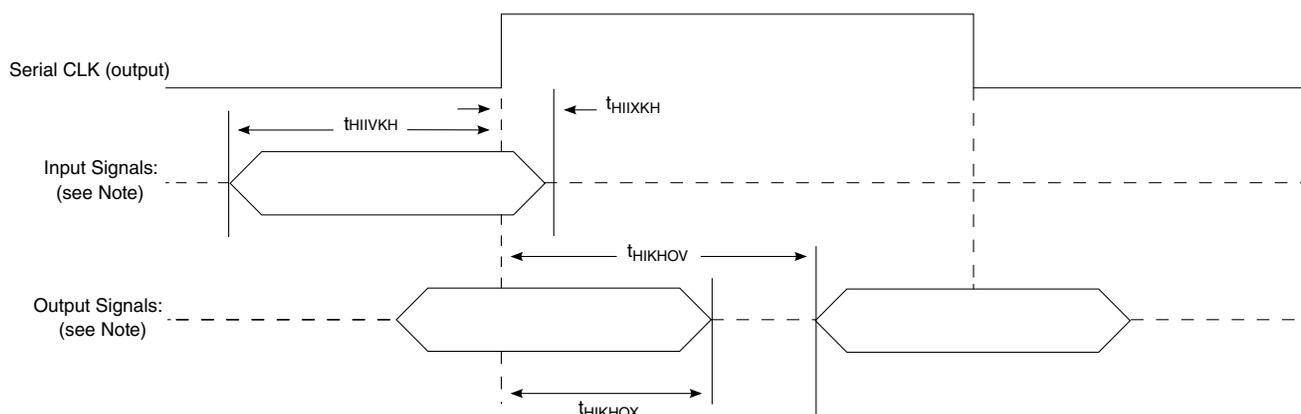 Serial CLK (output)
tHIIXKH
tHIIVKH
Input Signals:
(see Note)
tHIKHOV
Output Signals:
(see Note)
tHIKHOX